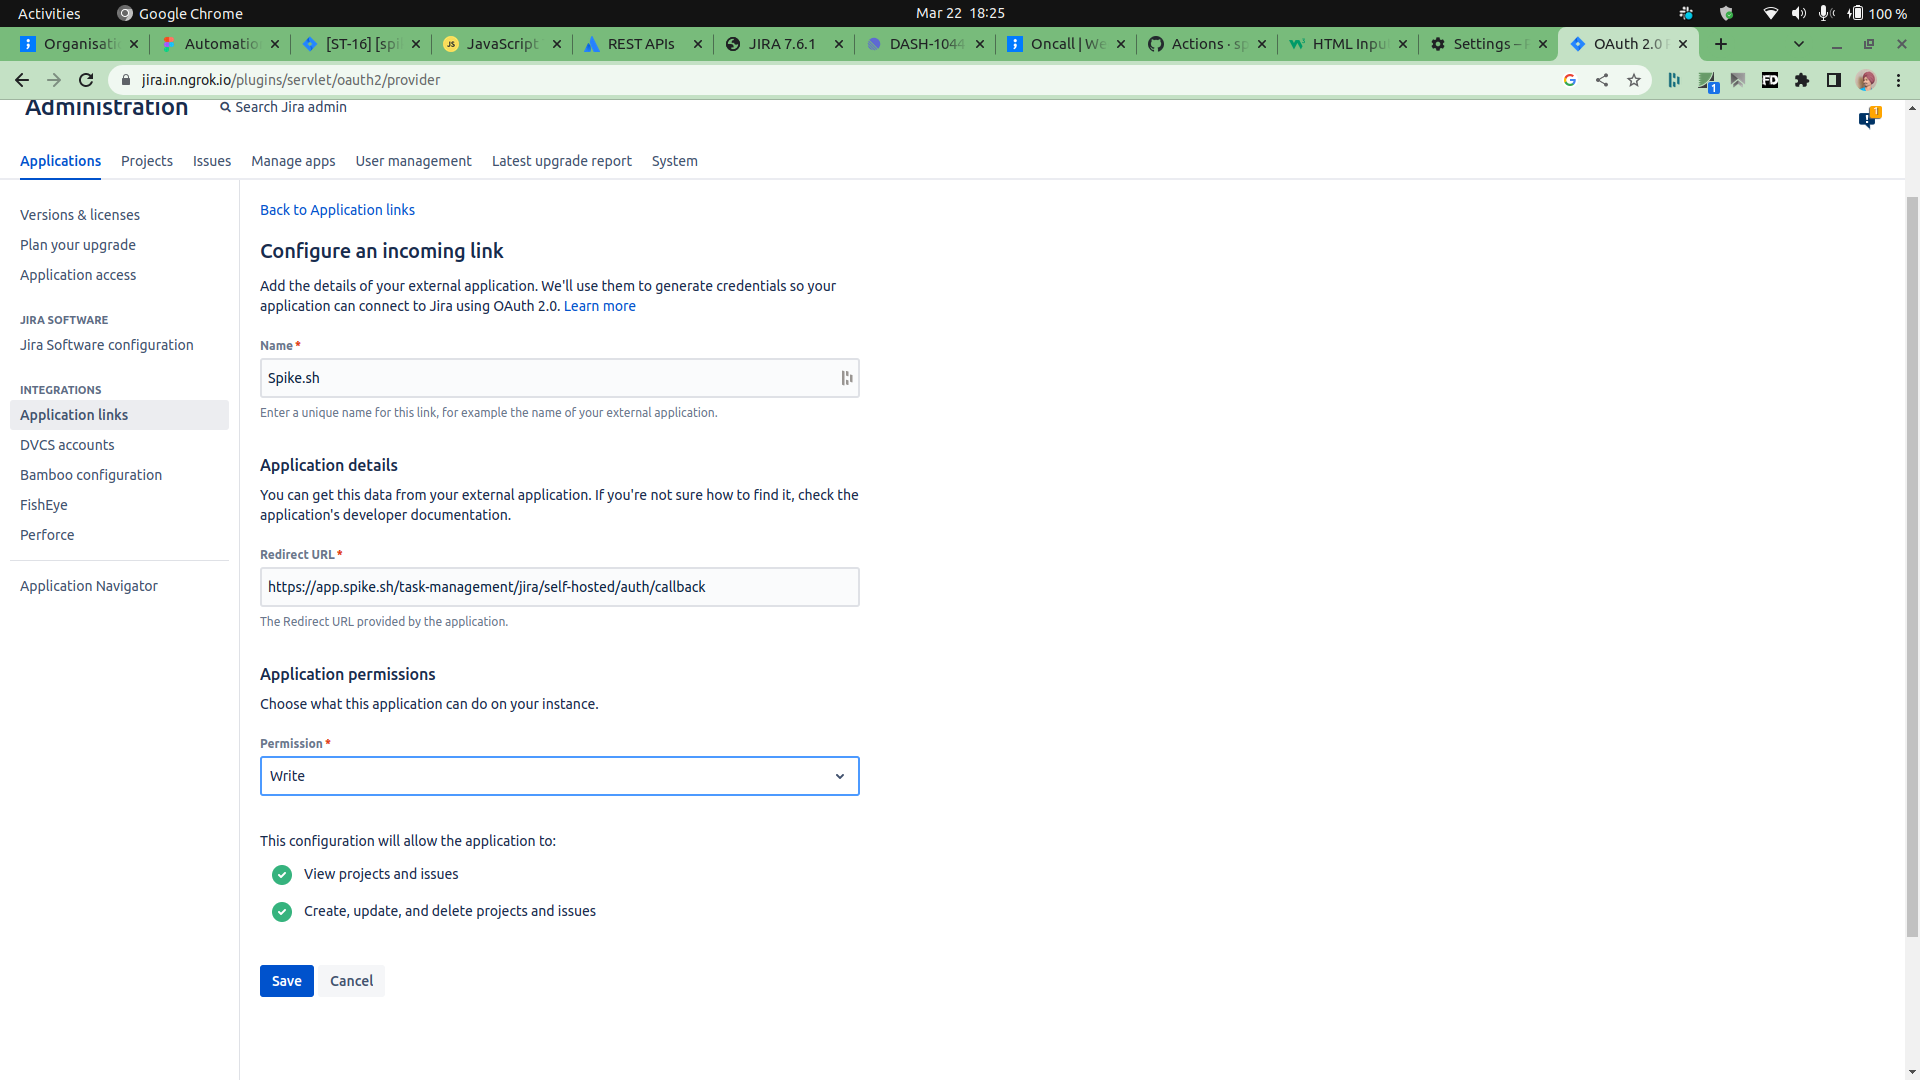 Activities Google Chrome Mar 22 18:25 100 %
Organisati Automatio [ST-16] [spi JavaScript REST APIs JIRA 7.6.1 DASH-1044 Oncall | We Actions · sp HTML Inpu Settings – P OAuth 2.0 P
jira.in.ngrok.io/plugins/servlet/oauth2/provider
1
Administration Search Jira admin
1
Applications Projects Issues Manage apps User management Latest upgrade report System
Versions & licenses
Plan your upgrade
Application access
JIRA SOFTWARE
Jira Software configuration
INTEGRATIONS
Application links
DVCS accounts
Bamboo configuration
FishEye
Perforce
Application Navigator
Back to Application links
Configure an incoming link
Add the details of your external application. We'll use them to generate credentials so your
application can connect to Jira using OAuth 2.0. Learn more
Name *
Spike.sh
Enter a unique name for this link, for example the name of your external application.
Application details
You can get this data from your external application. If you're not sure how to find it, check the
application's developer documentation.
Redirect URL *
https://app.spike.sh/task-management/jira/self-hosted/auth/callback
The Redirect URL provided by the application.
Application permissions
Choose what this application can do on your instance.
Permission *
Write
This configuration will allow the application to:
View projects and issues
Create, update, and delete projects and issues
Save Cancel